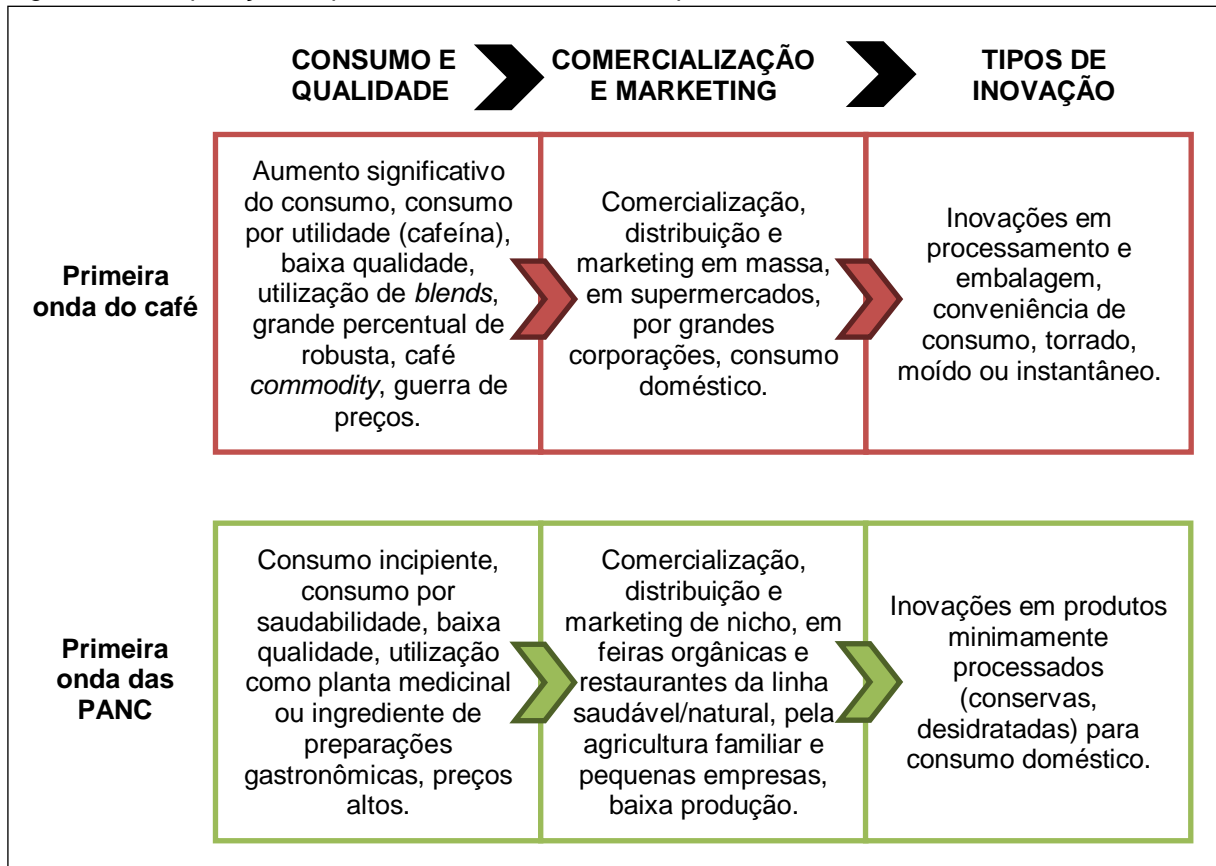 CONSUMO E
QUALIDADE
COMERCIALIZAÇÃO
E MARKETING
TIPOS DE
INOVAÇÃO
Primeira
onda do café
Aumento significativo
do consumo, consumo
por utilidade (cafeína),
baixa qualidade,
utilização de blends,
grande percentual de
robusta, café
commodity, guerra de
preços.
Comercialização,
distribuição e
marketing em massa,
em supermercados,
por grandes
corporações, consumo
doméstico.
Inovações em
processamento e
embalagem,
conveniência de
consumo, torrado,
moído ou instantâneo.
Primeira
onda das
PANC
Consumo incipiente,
consumo por
saudabilidade, baixa
qualidade, utilização
como planta medicinal
ou ingrediente de
preparações
gastronômicas, preços
altos.
Comercialização,
distribuição e
marketing de nicho, em
feiras orgânicas e
restaurantes da linha
saudável/natural, pela
agricultura familiar e
pequenas empresas,
baixa produção.
Inovações em produtos
minimamente
processados
(conservas,
desidratadas) para
consumo doméstico.